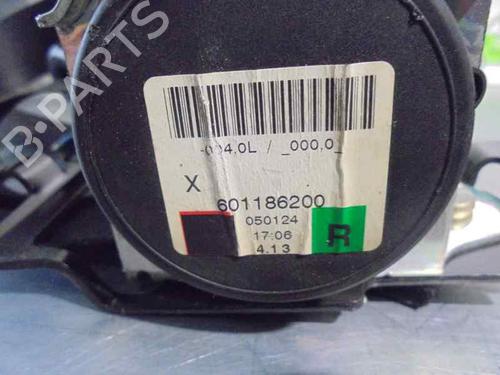 B-PARTS
-004,0L / _000,0_
X
601186200
050124
17:06
4.13
R